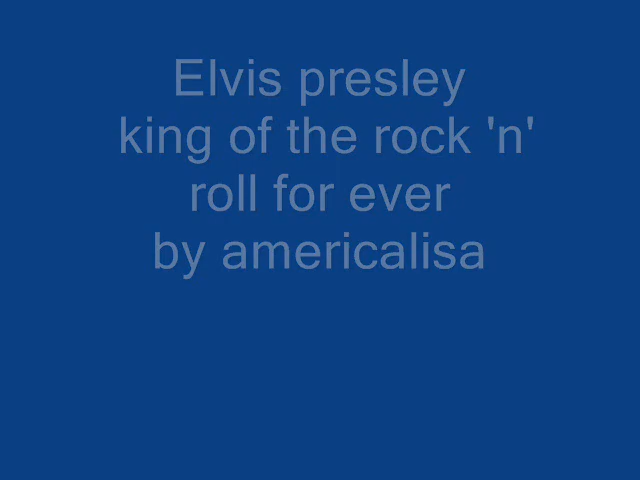 Elvis presley
king of the rock 'n'
roll for ever
by americalisa